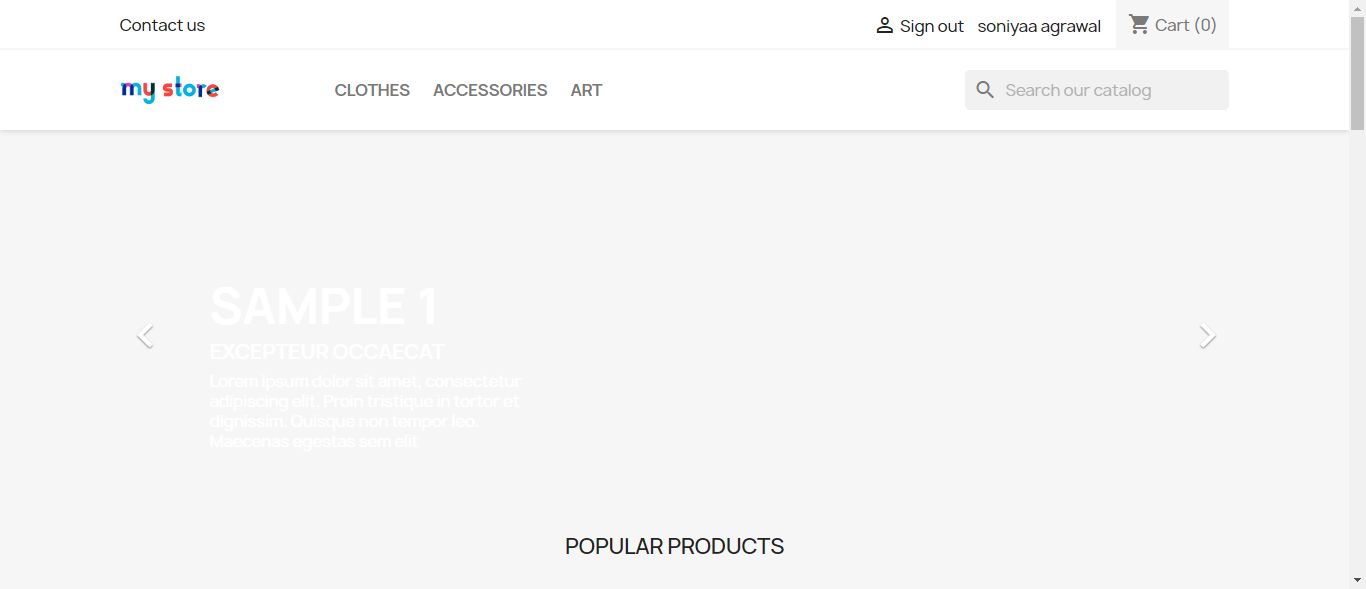 Contact us
Sign out soniyaa agrawal Cart (0)
my store
CLOTHES ACCESSORIES ART
Search our catalog
SAMPLE 1
EXCEPTEUR OCCAECAT
Lorem ipsum dolor sit amet, consectetur
adipiscing elit. Proin tristique in tortor et
dignissim. Quisque non tempor leo.
Maecenas egestas sem elit
POPULAR PRODUCTS